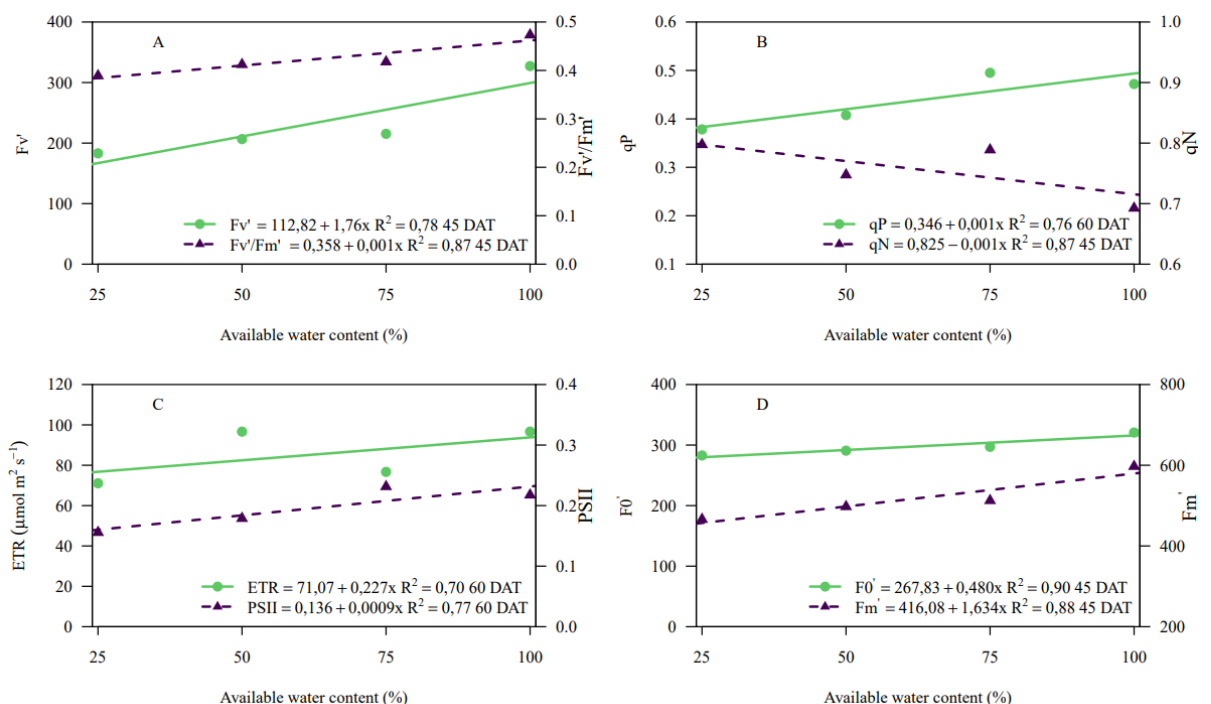 A
Fv'
400
300
200
100
0
0.5
0.4
0.3
0.2
0.1
0.0
Fv'/Fm'
Fv' = 112,82 + 1,76x R² = 0,78 45 DAT
Fv'/Fm' = 0,358 + 0,001x R² = 0,87 45 DAT
25 50 75 100
Available water content (%)
B
qP
0.6
0.5
0.4
0.3
0.2
0.1
1.0
0.9
0.8
0.7
0.6
qN
qP = 0,346 + 0,001x R² = 0,76 60 DAT
qN = 0,825 − 0,001x R² = 0,87 45 DAT
25 50 75 100
Available water content (%)
C
ETR (µmol m² s⁻¹)
120
100
80
60
40
20
0
0.4
0.3
0.2
0.1
0.0
PSII
ETR = 71,07 + 0,227x R² = 0,70 60 DAT
PSII = 0,136 + 0,0009x R² = 0,77 60 DAT
25 50 75 100
Available water content (%)
D
F0'
400
300
200
100
0
800
600
400
200
Fm'
F0' = 267,83 + 0,480x R² = 0,90 45 DAT
Fm' = 416,08 + 1,634x R² = 0,88 45 DAT
25 50 75 100
Available water content (%)